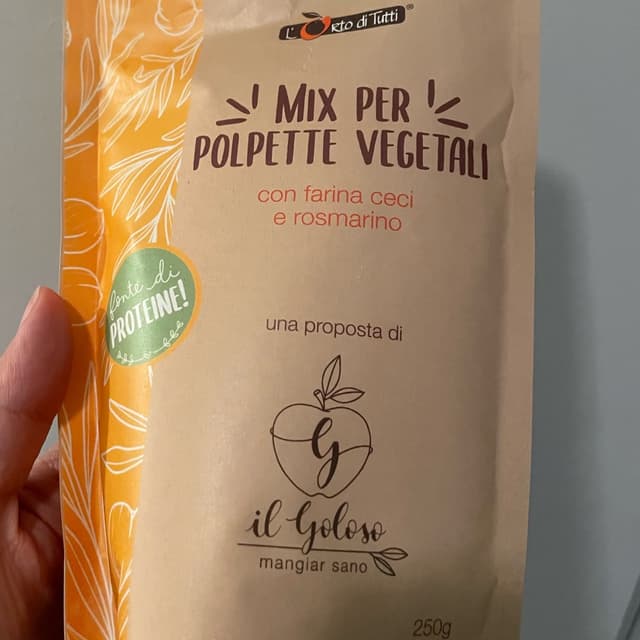 L'Orto di Tutti®
MIX PER
POLPETTE VEGETALI
con farina ceci
e rosmarino
fonte di
PROTEINE!
una proposta di
G
il Goloso
mangiar sano
250g